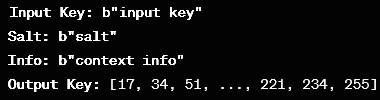 Input Key: b"input key"
Salt: b"salt"
Info: b"context info"
Output Key: [17, 34, 51, ..., 221, 234, 255]